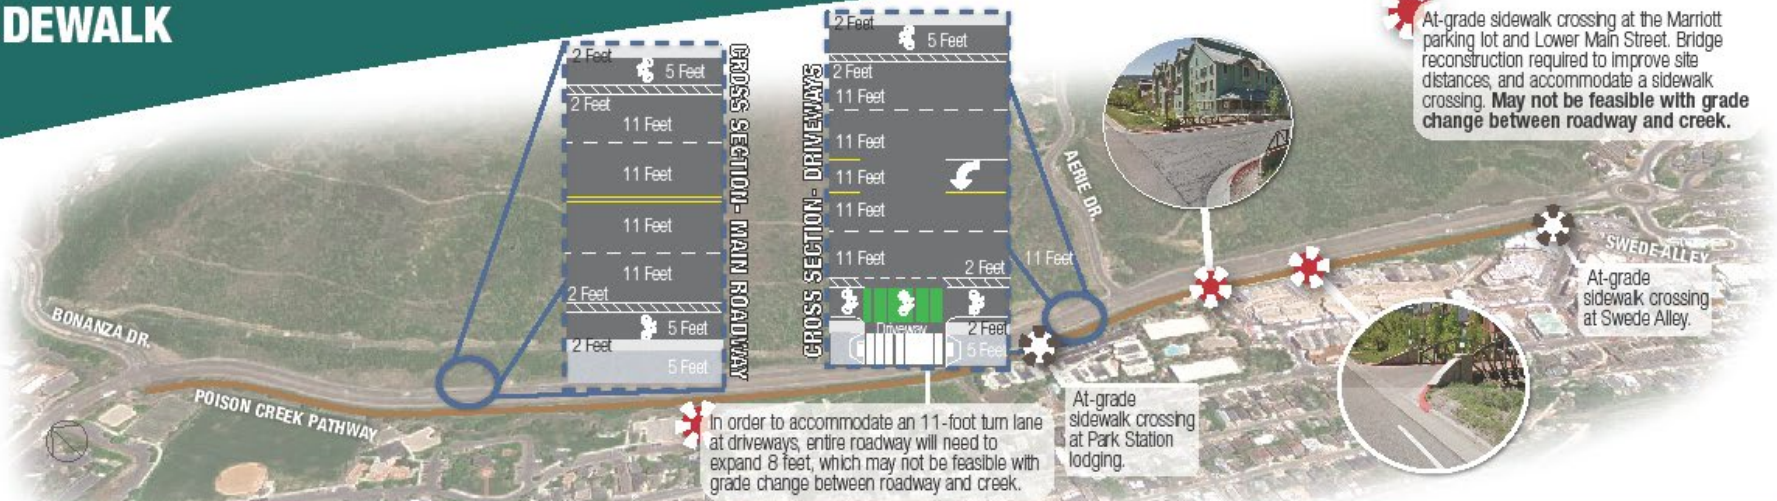 DEWALK
2 Feet
5 Feet
2 Feet
11 Feet
11 Feet
11 Feet
11 Feet
2 Feet
5 Feet
2 Feet
5 Feet
CROSS SECTION - MAIN ROADWAY
CROSS SECTION - DRIVEWAYS
2 Feet
5 Feet
2 Feet
11 Feet
11 Feet
11 Feet
11 Feet
11 Feet
2 Feet
11 Feet
Driveway
2 Feet
5 Feet
AERIE DR.
At-grade sidewalk crossing at the Marriott
parking lot and Lower Main Street. Bridge
reconstruction required to improve site
distances, and accommodate a sidewalk
crossing. May not be feasible with grade
change between roadway and creek.
SWEDE ALLEY
At-grade
sidewalk crossing
at Swede Alley.
BONANZA DR.
POISON CREEK PATHWAY
In order to accommodate an 11-foot turn lane
at driveways, entire roadway will need to
expand 8 feet, which may not be feasible with
grade change between roadway and creek.
At-grade
sidewalk crossing
at Park Station
lodging.